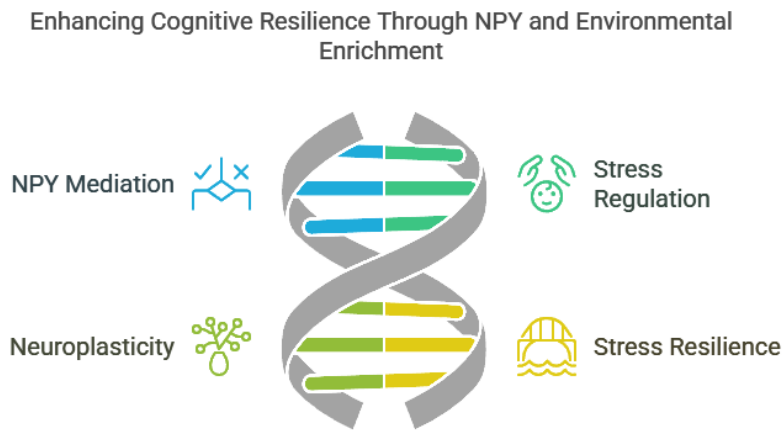 Enhancing Cognitive Resilience Through NPY and Environmental
Enrichment
NPY Mediation
Stress
Regulation
Neuroplasticity
Stress Resilience